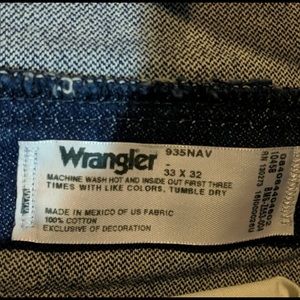 Wrangler
935NAV
-
33 X 32
MACHINE WASH HOT AND INSIDE OUT FIRST THREE
TIMES WITH LIKE COLORS, TUMBLE DRY
MADE IN MEXICO OF US FABRIC
100% COTTON
EXCLUSIVE OF DECORATION